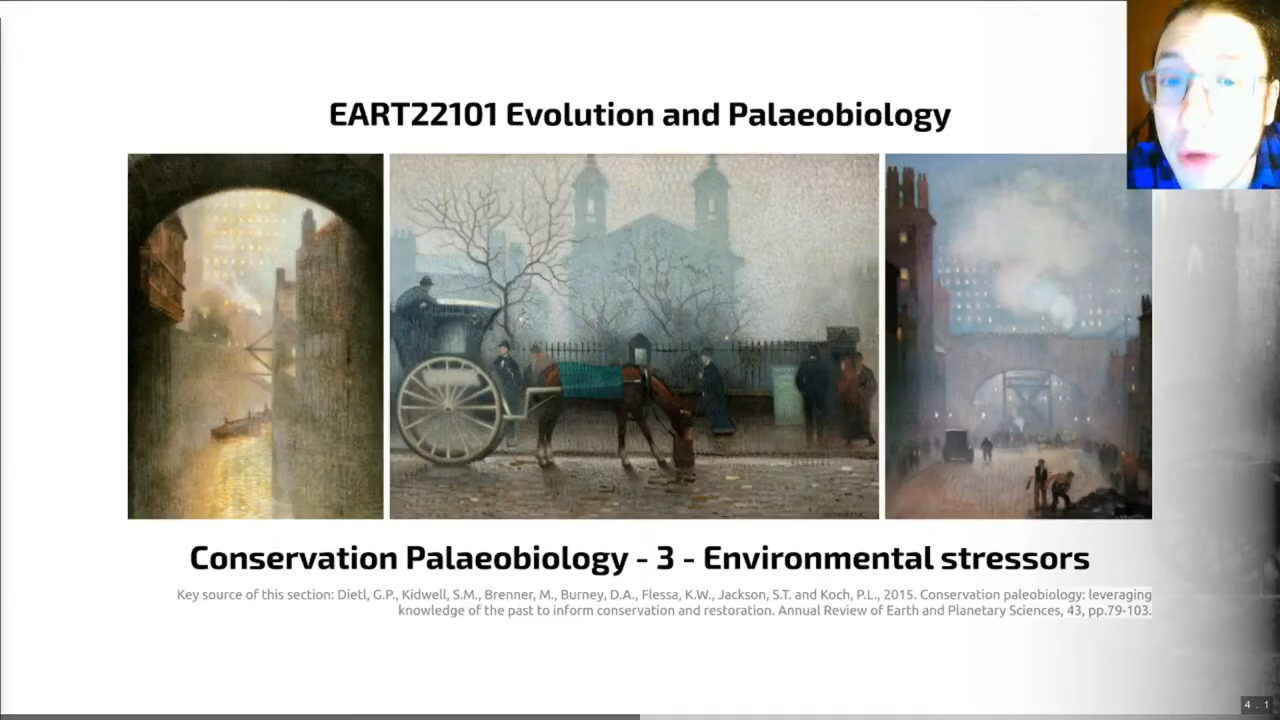 EART22101 Evolution and Palaeobiology
Conservation Palaeobiology - 3 - Environmental stressors
Key source of this section: Dietl, G.P., Kidwell, S.M., Brenner, M., Burney, D.A., Flessa, K.W., Jackson, S.T. and Koch, P.L., 2015. Conservation paleobiology: leveraging
knowledge of the past to inform conservation and restoration. Annual Review of Earth and Planetary Sciences, 43, pp.79-103.
4 . 1